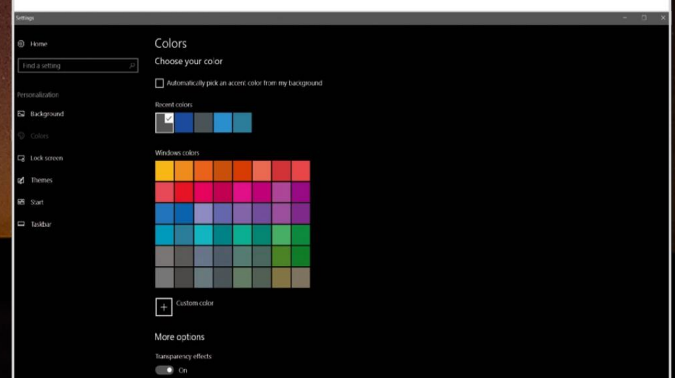 Settings
Home
Find a setting
Personalization
Background
Colors
Lock screen
Themes
Start
Taskbar
Colors
Choose your color
Automatically pick an accent color from my background
Recent colors
Windows colors
Custom color
More options
Transparency effects
On